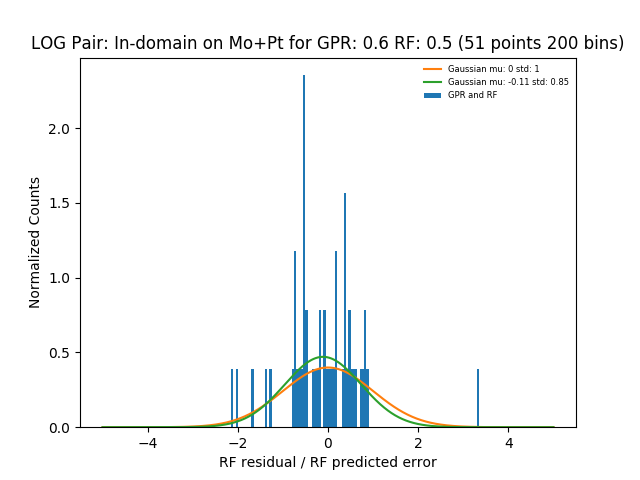 LOG Pair: In-domain on Mo+Pt for GPR: 0.6 RF: 0.5 (51 points 200 bins)
Gaussian mu: 0 std: 1
Gaussian mu: -0.11 std: 0.85
GPR and RF
Normalized Counts
2.0
1.5
1.0
0.5
0.0
−4 −2 0 2 4
RF residual / RF predicted error